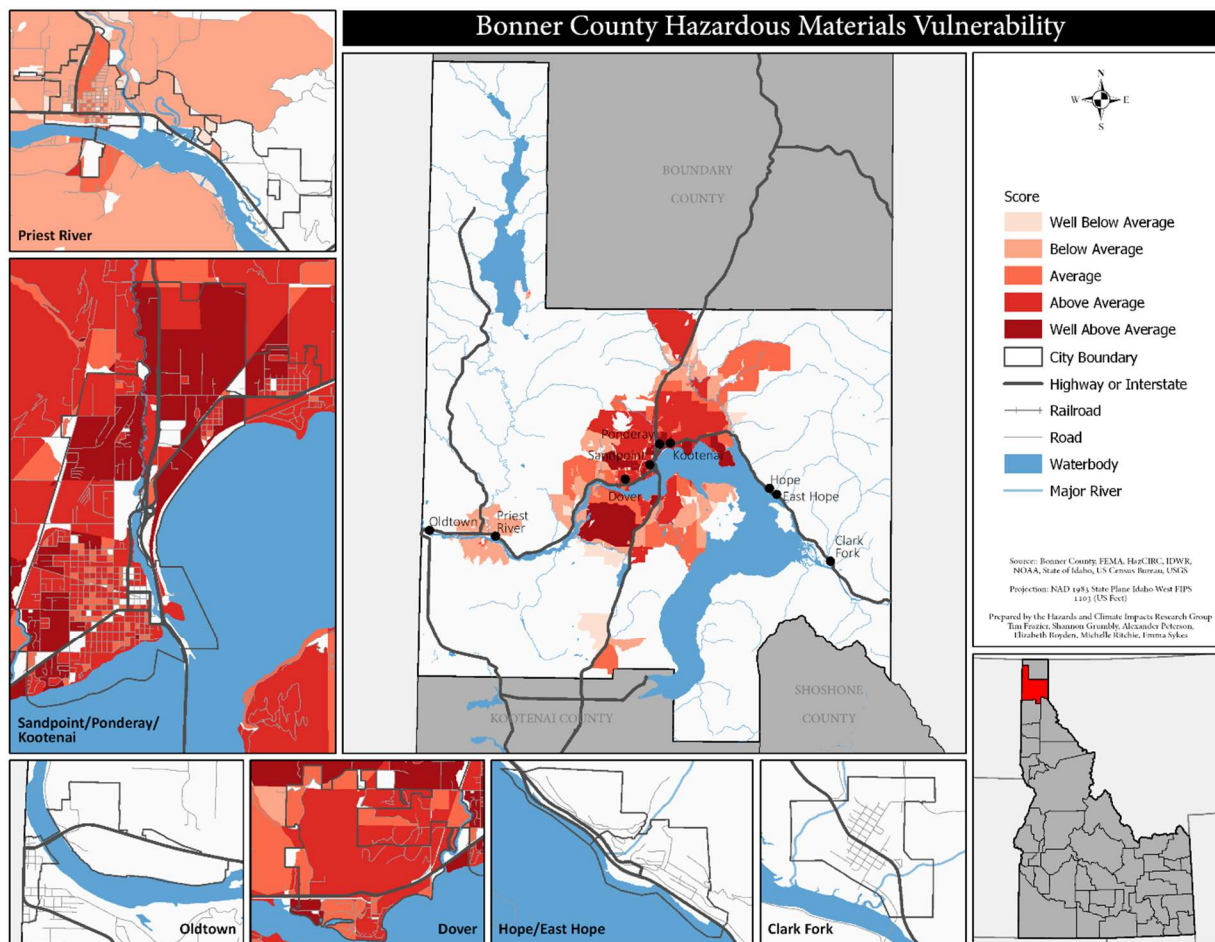 Bonner County Hazardous Materials Vulnerability
Priest River
Sandpoint/Ponderay/
Kootenai
BOUNDARY
COUNTY
Ponderay
Sandpoint
Kootenai
Dover
Hope
East Hope
Oldtown
Priest
River
Clark
Fork
KOOTENAI COUNTY
SHOSHONE
COUNTY
N
W E
S
Score
Well Below Average
Below Average
Average
Above Average
Well Above Average
City Boundary
Highway or Interstate
Railroad
Road
Waterbody
Major River
Source: Bonner County, FEMA, HazCIRC, IDWR,
NOAA, State of Idaho, US Census Bureau, USGS
Projection: NAD 1983 State Plane Idaho West FIPS
1103 (US Feet)
Prepared by the Hazards and Climate Impacts Research Group
Tim Frazier, Shannon Grumbly, Alexander Peterson,
Elizabeth Boyden, Michelle Ritchie, Emma Sykes
Oldtown
Dover
Hope/East Hope
Clark Fork